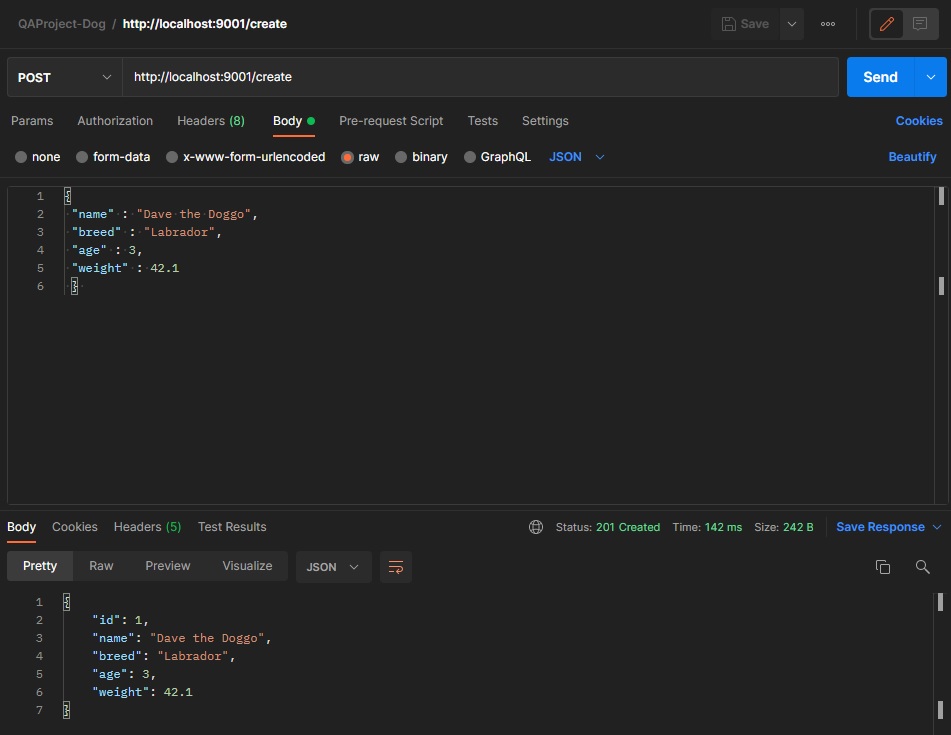 QAProject-Dog / http://localhost:9001/create Save ooo
POST http://localhost:9001/create Send
Params Authorization Headers (8) Body Pre-request Script Tests Settings Cookies
none form-data x-www-form-urlencoded raw binary GraphQL JSON Beautify
1 {
2 "name" : "Dave the Doggo",
3 "breed" : "Labrador",
4 "age" : 3,
5 "weight" : 42.1
6 }
Body Cookies Headers (5) Test Results Status: 201 Created Time: 142 ms Size: 242 B Save Response
Pretty Raw Preview Visualize JSON
1 {
2 "id": 1,
3 "name": "Dave the Doggo",
4 "breed": "Labrador",
5 "age": 3,
6 "weight": 42.1
7 }